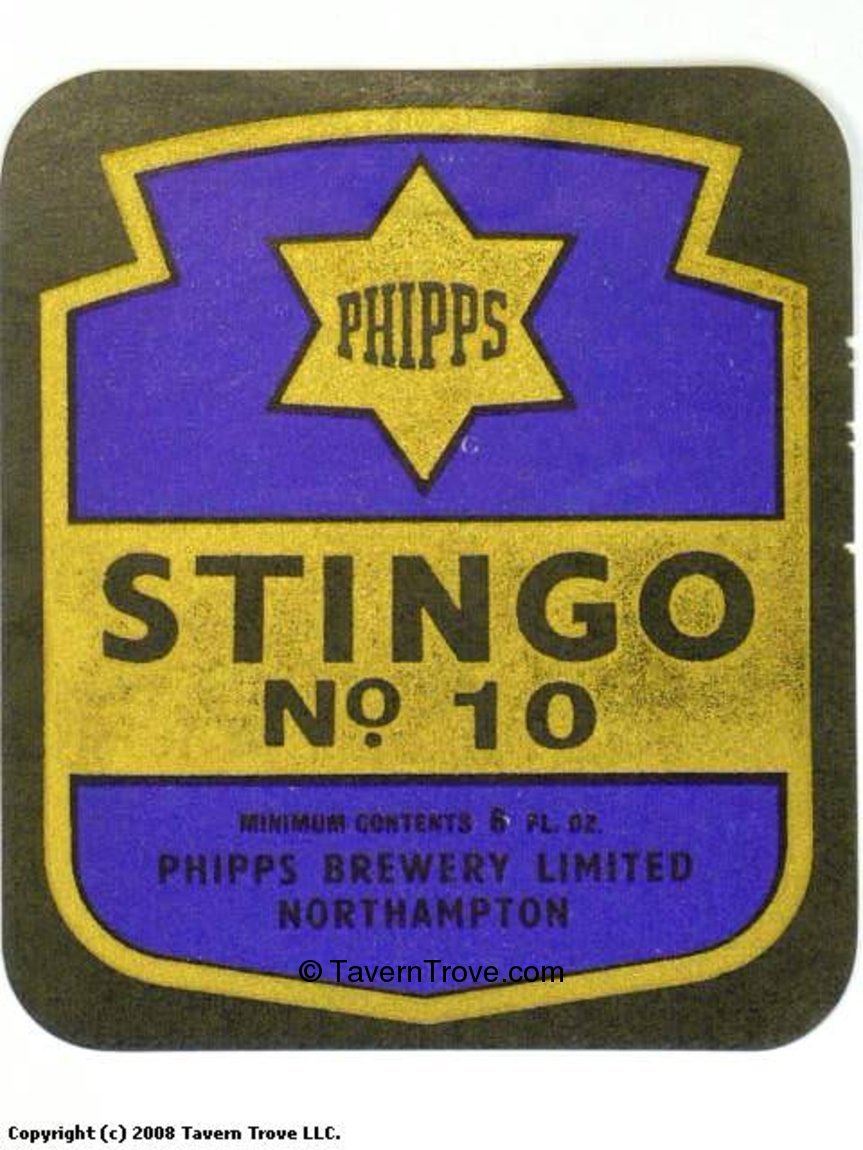 PHIPPS
STINGO
Nọ 10
MINIMUM CONTENTS 6 FL. OZ.
PHIPPS BREWERY LIMITED
NORTHAMPTON
© TavernTrove.com
Copyright (c) 2008 Tavern Trove LLC.